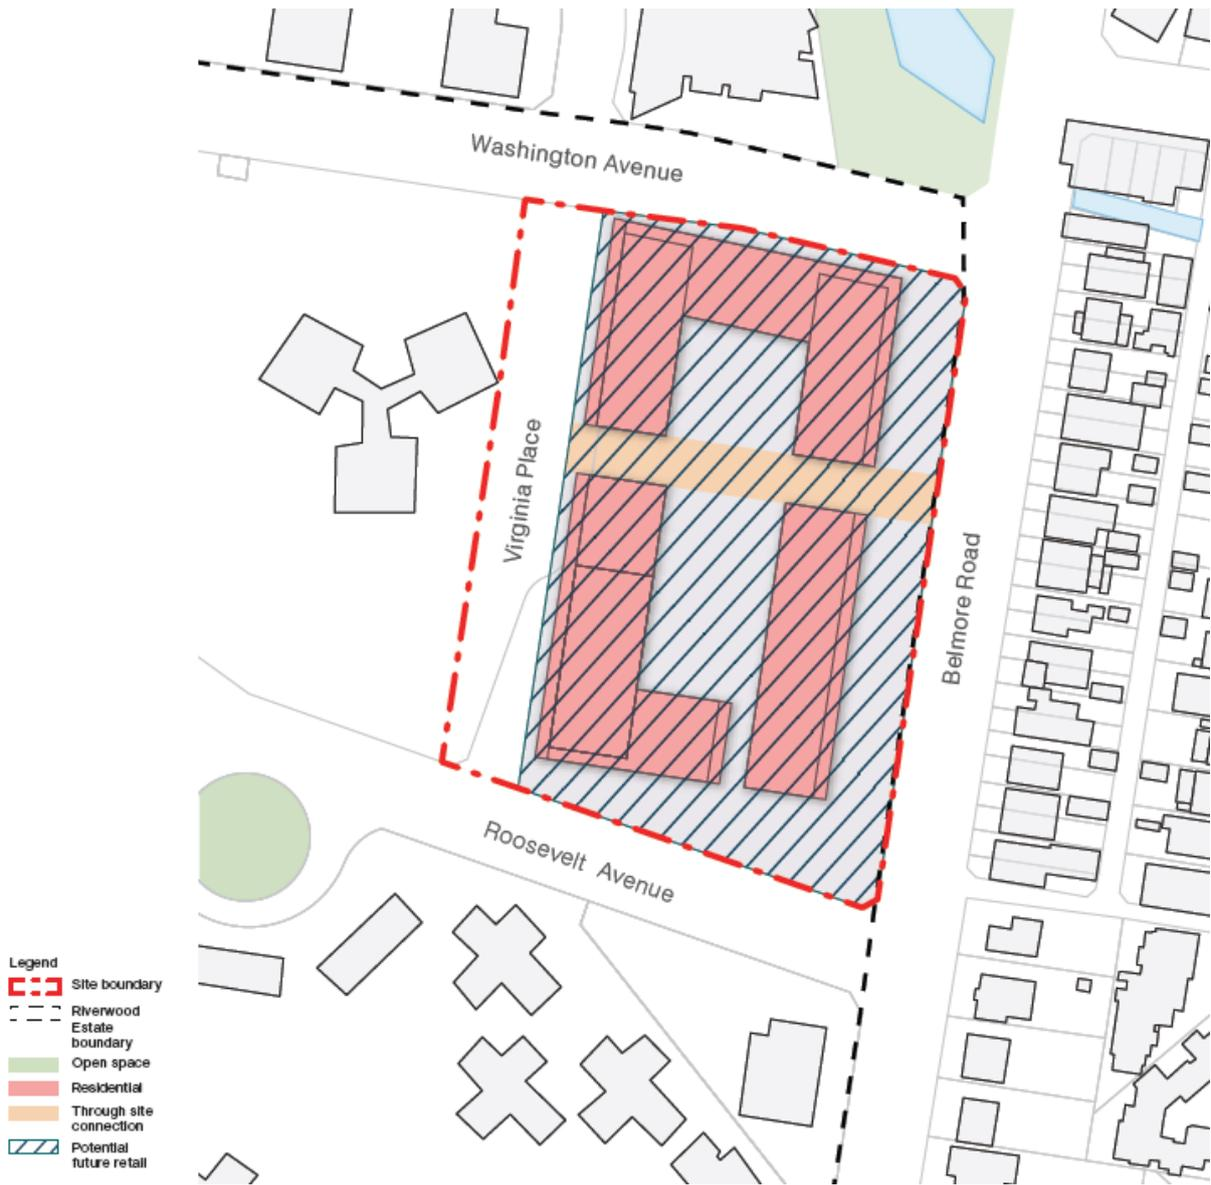 Washington Avenue
Virginia Place
Belmore Road
Roosevelt Avenue
Legend
Site boundary
Riverwood
Estate
boundary
Open space
Residential
Through site
connection
Potential
future retail